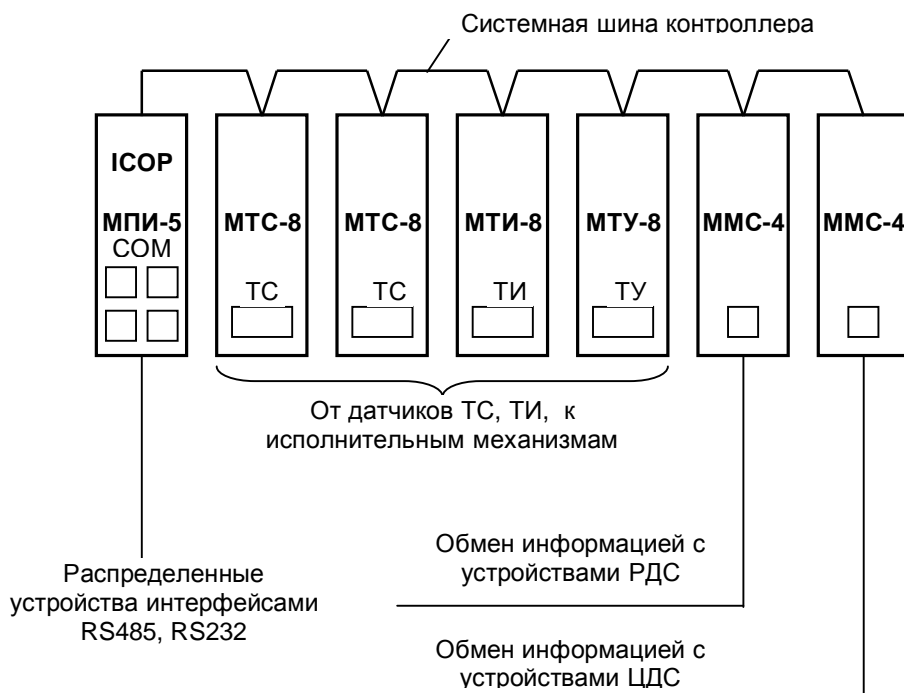 Системная шина контроллера
ICOP
МПИ-5
COM
МТС-8
ТС
МТС-8
ТС
МТИ-8
ТИ
МТУ-8
ТУ
ММС-4
ММС-4
От датчиков ТС, ТИ, к
исполнительным механизмам
Обмен информацией с
устройствами РДС
Распределенные
устройства интерфейсами
RS485, RS232
Обмен информацией с
устройствами ЦДС